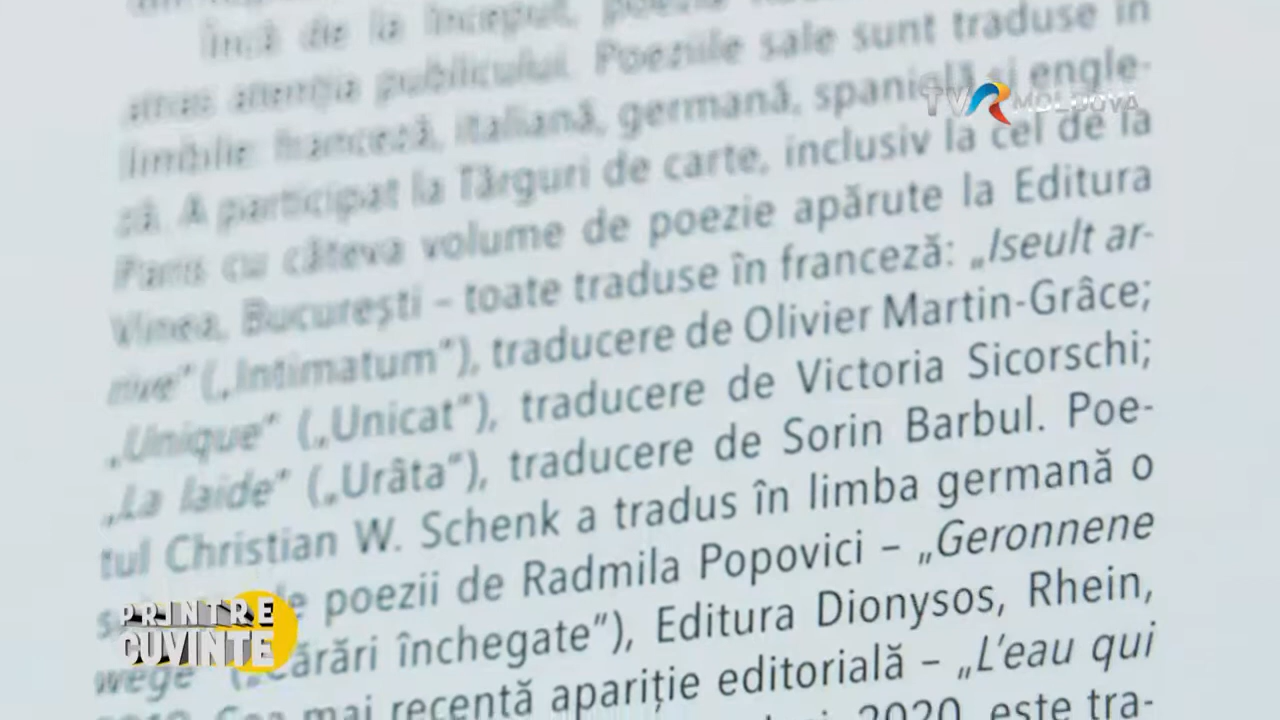 Încă de la început, poezia
atras atenția publicului. Poeziile sale sunt traduse în
limbile franceză, italiană, germană, spaniolă și engle-
ză. A participat la Târguri de carte, inclusiv la cel de la
Paris cu câteva volume de poezie apărute la Editura
Vinea, București – toate traduse în franceză: „Iseult ar-
rive” („Intimatum”), traducere de Olivier Martin-Grâce;
„Unique” („Unicat”), traducere de Victoria Sicorschi;
„La laide” („Urâta”), traducere de Sorin Barbul. Poe-
tul Christian W. Schenk a tradus în limba germană o
de poezii de Radmila Popovici – „Geronnene
wege” („Cărări închegate”), Editura Dionysos, Rhein,
Cea mai recentă apariție editorială – „L’eau qui
2020, este tra-
TVR MOLDOVA
PRINTRE
CUVINTE